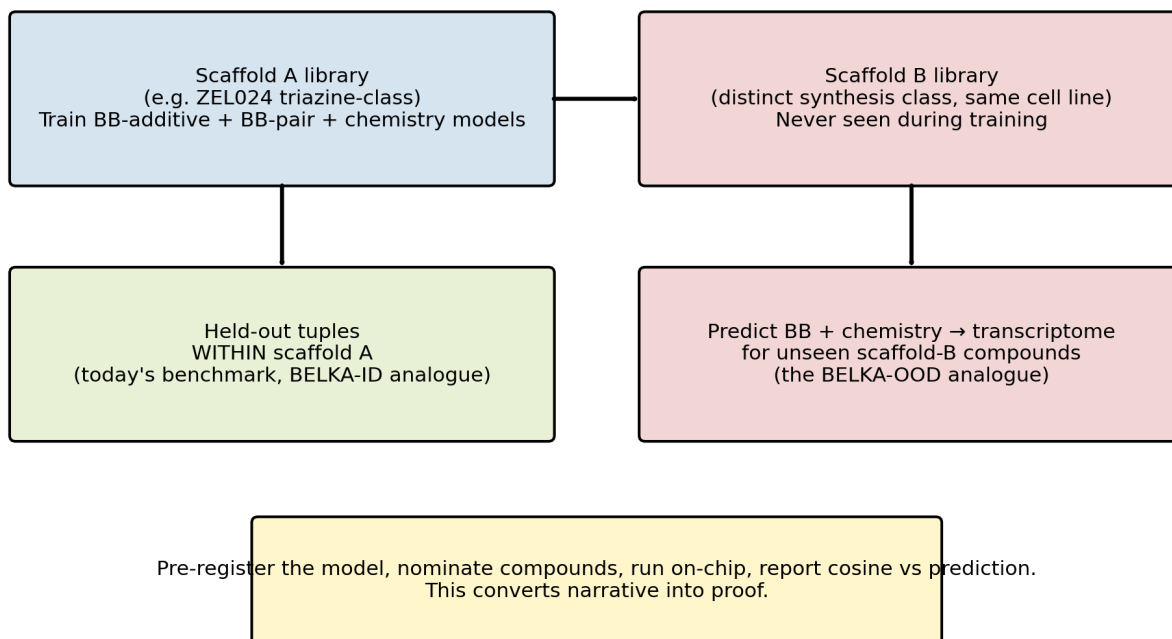 Scaffold A library
(e.g. ZEL024 triazine-class)
Train BB-additive + BB-pair + chemistry models
Scaffold B library
(distinct synthesis class, same cell line)
Never seen during training
Held-out tuples
WITHIN scaffold A
(today's benchmark, BELKA-ID analogue)
Predict BB + chemistry → transcriptome
for unseen scaffold-B compounds
(the BELKA-OOD analogue)
Pre-register the model, nominate compounds, run on-chip, report cosine vs prediction.
This converts narrative into proof.